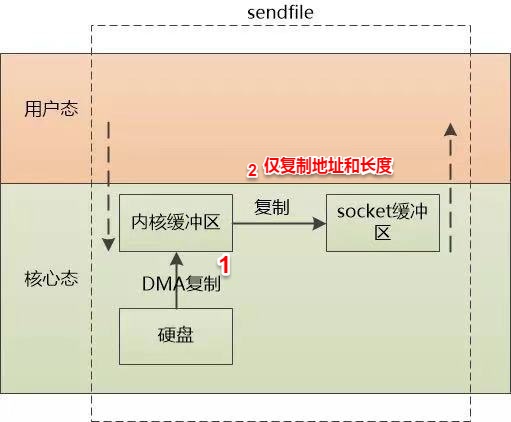 sendfile
用户态
2 仅复制地址和长度
内核缓冲区
复制
socket缓冲
区
1
核心态
DMA复制
硬盘